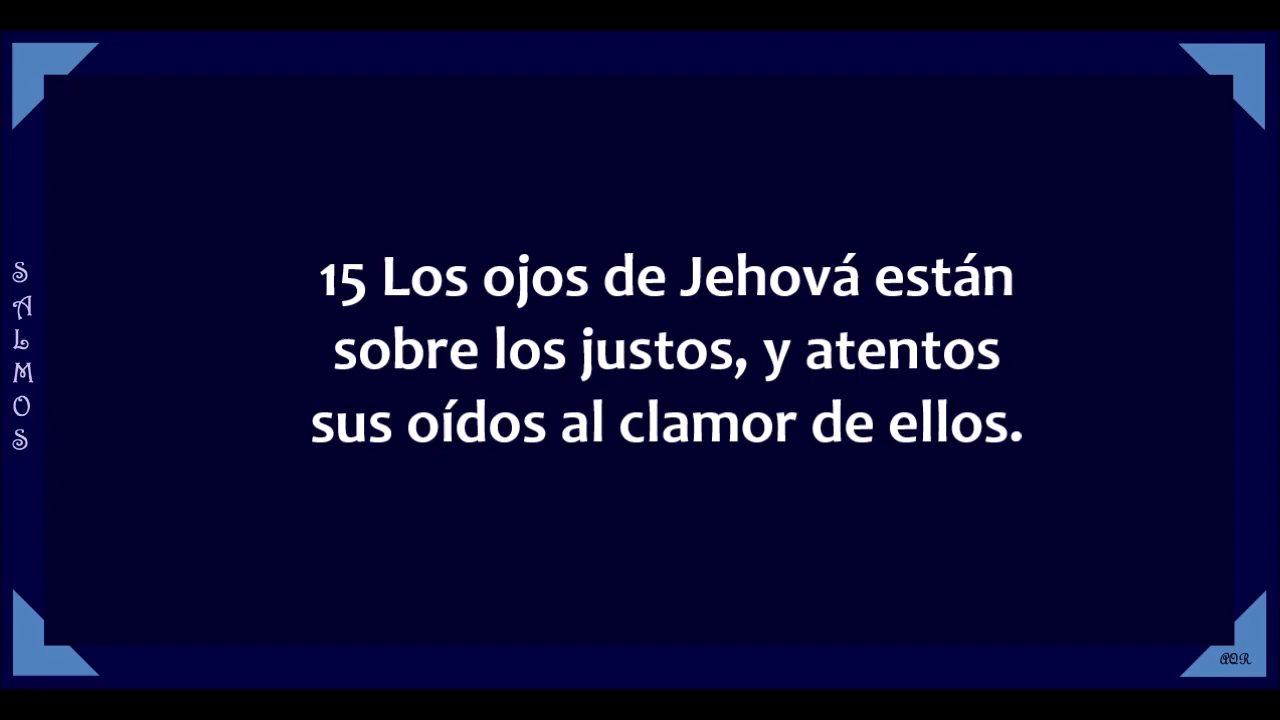 SALMOS
15 Los ojos de Jehová están
sobre los justos, y atentos
sus oídos al clamor de ellos.